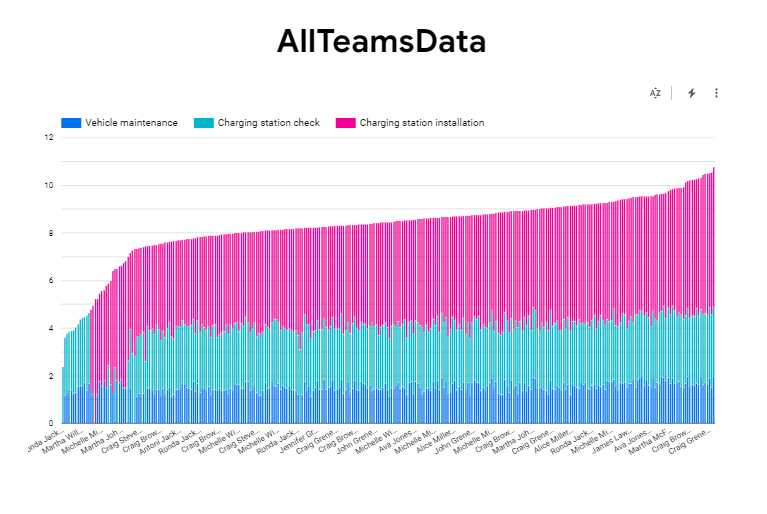 AllTeamsData
AZ
Vehicle maintenance
Charging station check
Charging station installation
12
10
8
6
4
2
0
nda Jack...
Martha Will...
Michelle Mi...
Martha Joh...
Craig Steve...
Craig Brow...
Antoni Jack...
Ronda Jack...
Craig Brow...
Michelle Wi...
Craig Steve...
Michelle Wi...
Ronda Jack...
Jennifer Gr...
Craig Grene...
Craig Brow...
John Grene...
Michelle Wi...
Ava Jones...
Michelle Mi...
Alice Miller...
John Grene...
Michelle Mi...
Craig Brow...
Martha Joh...
Craig Grene...
Alice Miller...
Ronda Jack...
Michelle Mi...
James Law...
Ava Jones...
Martha McF...
Craig Brow...
Craig Grene...